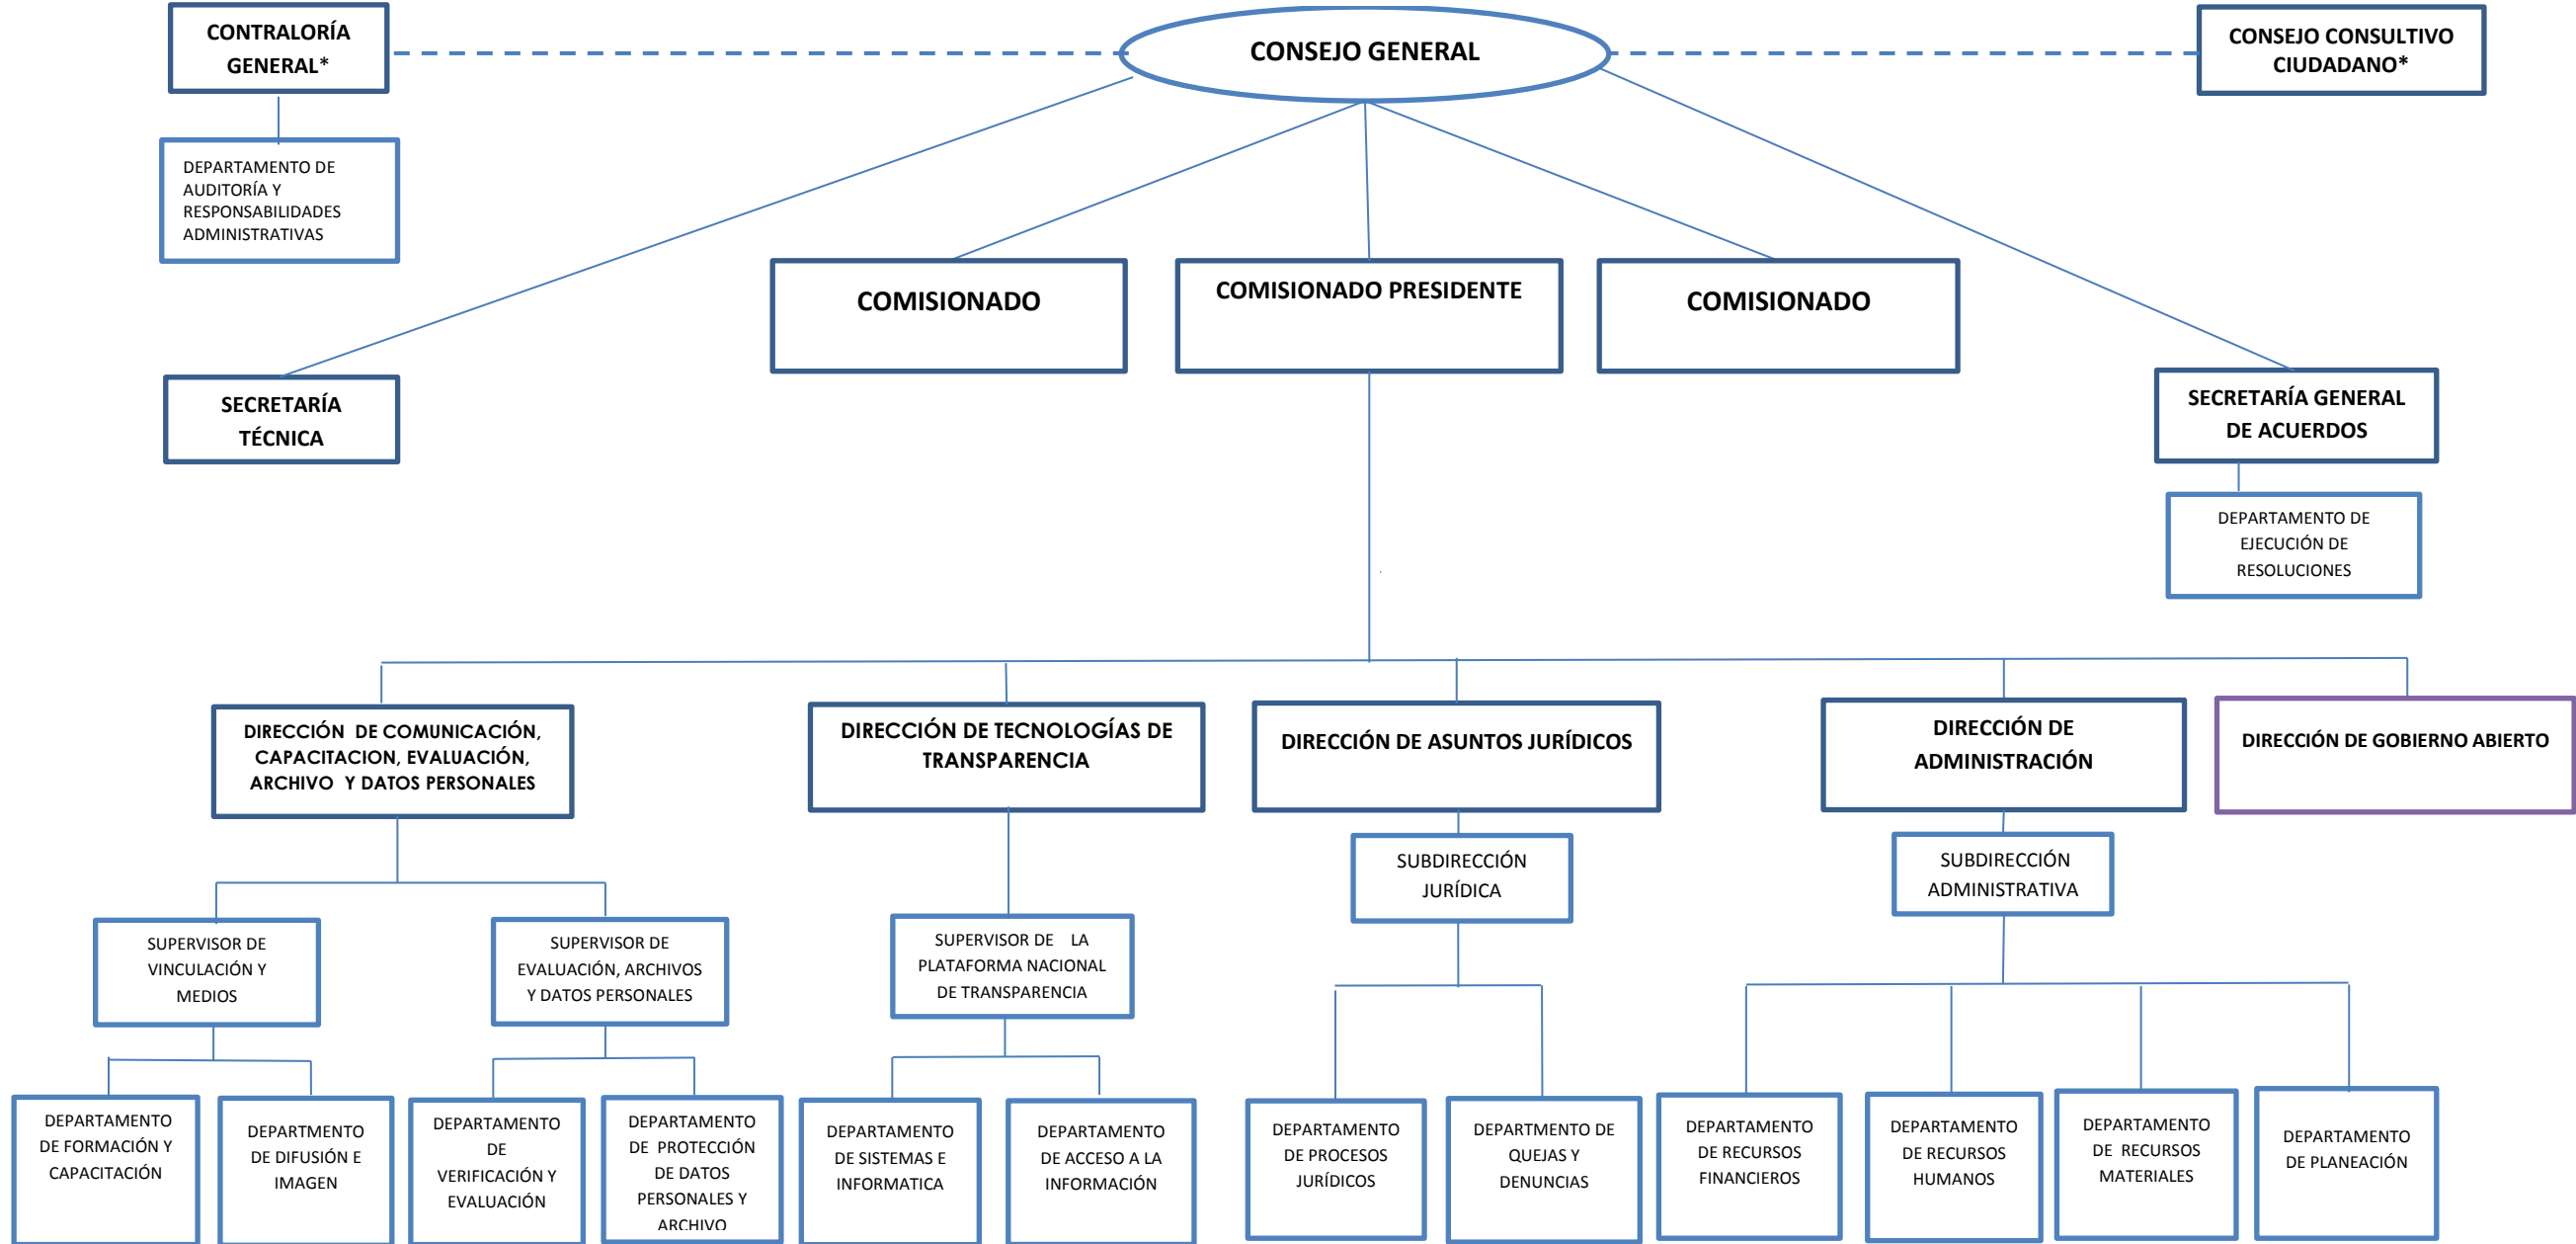 CONTRALORÍA
GENERAL*
CONSEJO GENERAL
CONSEJO CONSULTIVO
CIUDADANO*
DEPARTAMENTO DE
AUDITORÍA Y
RESPONSABILIDADES
ADMINISTRATIVAS
COMISIONADO
COMISIONADO PRESIDENTE
COMISIONADO
SECRETARÍA
TÉCNICA
SECRETARÍA GENERAL
DE ACUERDOS
DEPARTAMENTO DE
EJECUCIÓN DE
RESOLUCIONES
DIRECCIÓN DE COMUNICACIÓN,
CAPACITACION, EVALUACIÓN,
ARCHIVO Y DATOS PERSONALES
DIRECCIÓN DE TECNOLOGÍAS DE
TRANSPARENCIA
DIRECCIÓN DE ASUNTOS JURÍDICOS
DIRECCIÓN DE
ADMINISTRACIÓN
DIRECCIÓN DE GOBIERNO ABIERTO
SUBDIRECCIÓN
JURÍDICA
SUBDIRECCIÓN
ADMINISTRATIVA
SUPERVISOR DE
VINCULACIÓN Y
MEDIOS
SUPERVISOR DE
EVALUACIÓN, ARCHIVOS
Y DATOS PERSONALES
SUPERVISOR DE LA
PLATAFORMA NACIONAL
DE TRANSPARENCIA
DEPARTAMENTO
DE FORMACIÓN Y
CAPACITACIÓN
DEPARTMENTO
DE DIFUSIÓN E
IMAGEN
DEPARTAMENTO
DE
VERIFICACIÓN Y
EVALUACIÓN
DEPARTAMENTO
DE PROTECCIÓN
DE DATOS
PERSONALES Y
ARCHIVO
DEPARTAMENTO
DE SISTEMAS E
INFORMATICA
DEPARTAMENTO
DE ACCESO A LA
INFORMACIÓN
DEPARTAMENTO
DE PROCESOS
JURÍDICOS
DEPARTMENTO DE
QUEJAS Y
DENUNCIAS
DEPARTAMENTO
DE RECURSOS
FINANCIEROS
DEPARTAMENTO
DE RECURSOS
HUMANOS
DEPARTAMENTO
DE RECURSOS
MATERIALES
DEPARTAMENTO
DE PLANEACIÓN